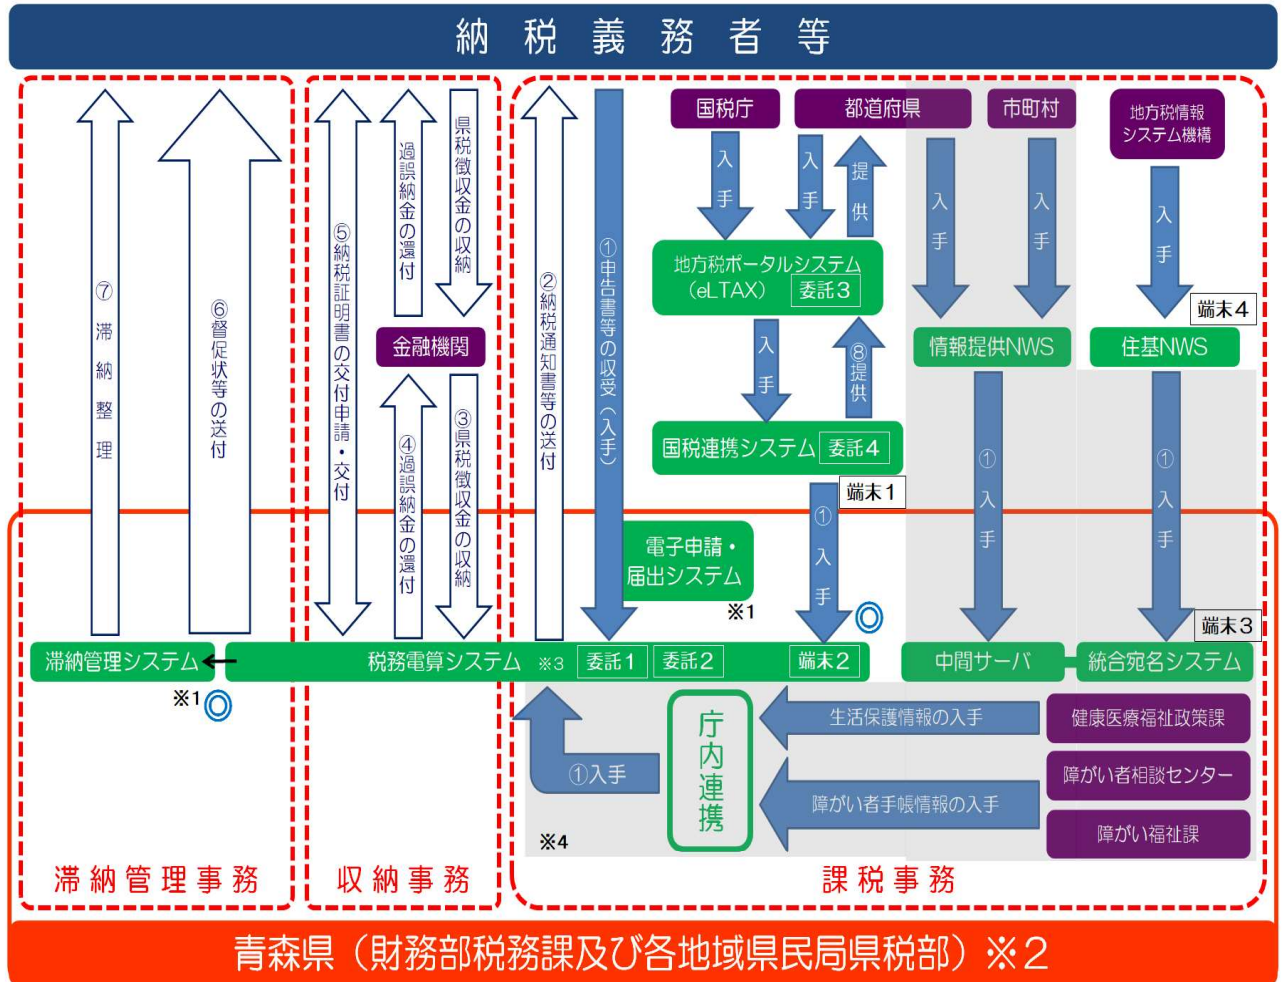 納税義務者等
国税庁
都道府県
市町村
地方税情報
システム機構
⑦滞納整理
⑥督促状等の送付
⑤納税証明書の交付申請・交付
過誤納金の還付
県税徴収金の収納
金融機関
④過誤納金の還付
③県税徴収金の収納
②納税通知書等の送付
①申告書等の収受(入手)
入手
入手
提供
入手
入手
入手
地方税ポータルシステム
(eLTAX) 委託3
端末4
情報提供NWS
住基NWS
入手
⑧提供
国税連携システム 委託4
端末1
①入手
①入手
①入手
電子申請・
届出システム
※1
端末3
滞納管理システム
税務電算システム ※3 委託1 委託2 端末2
中間サーバ
統合宛名システム
※1
庁内連携
①入手
生活保護情報の入手
健康医療福祉政策課
障がい者手帳情報の入手
障がい者相談センター
障がい福祉課
※4
滞納管理事務
収納事務
課税事務
青森県(財務部税務課及び各地域県民局県税部)※2